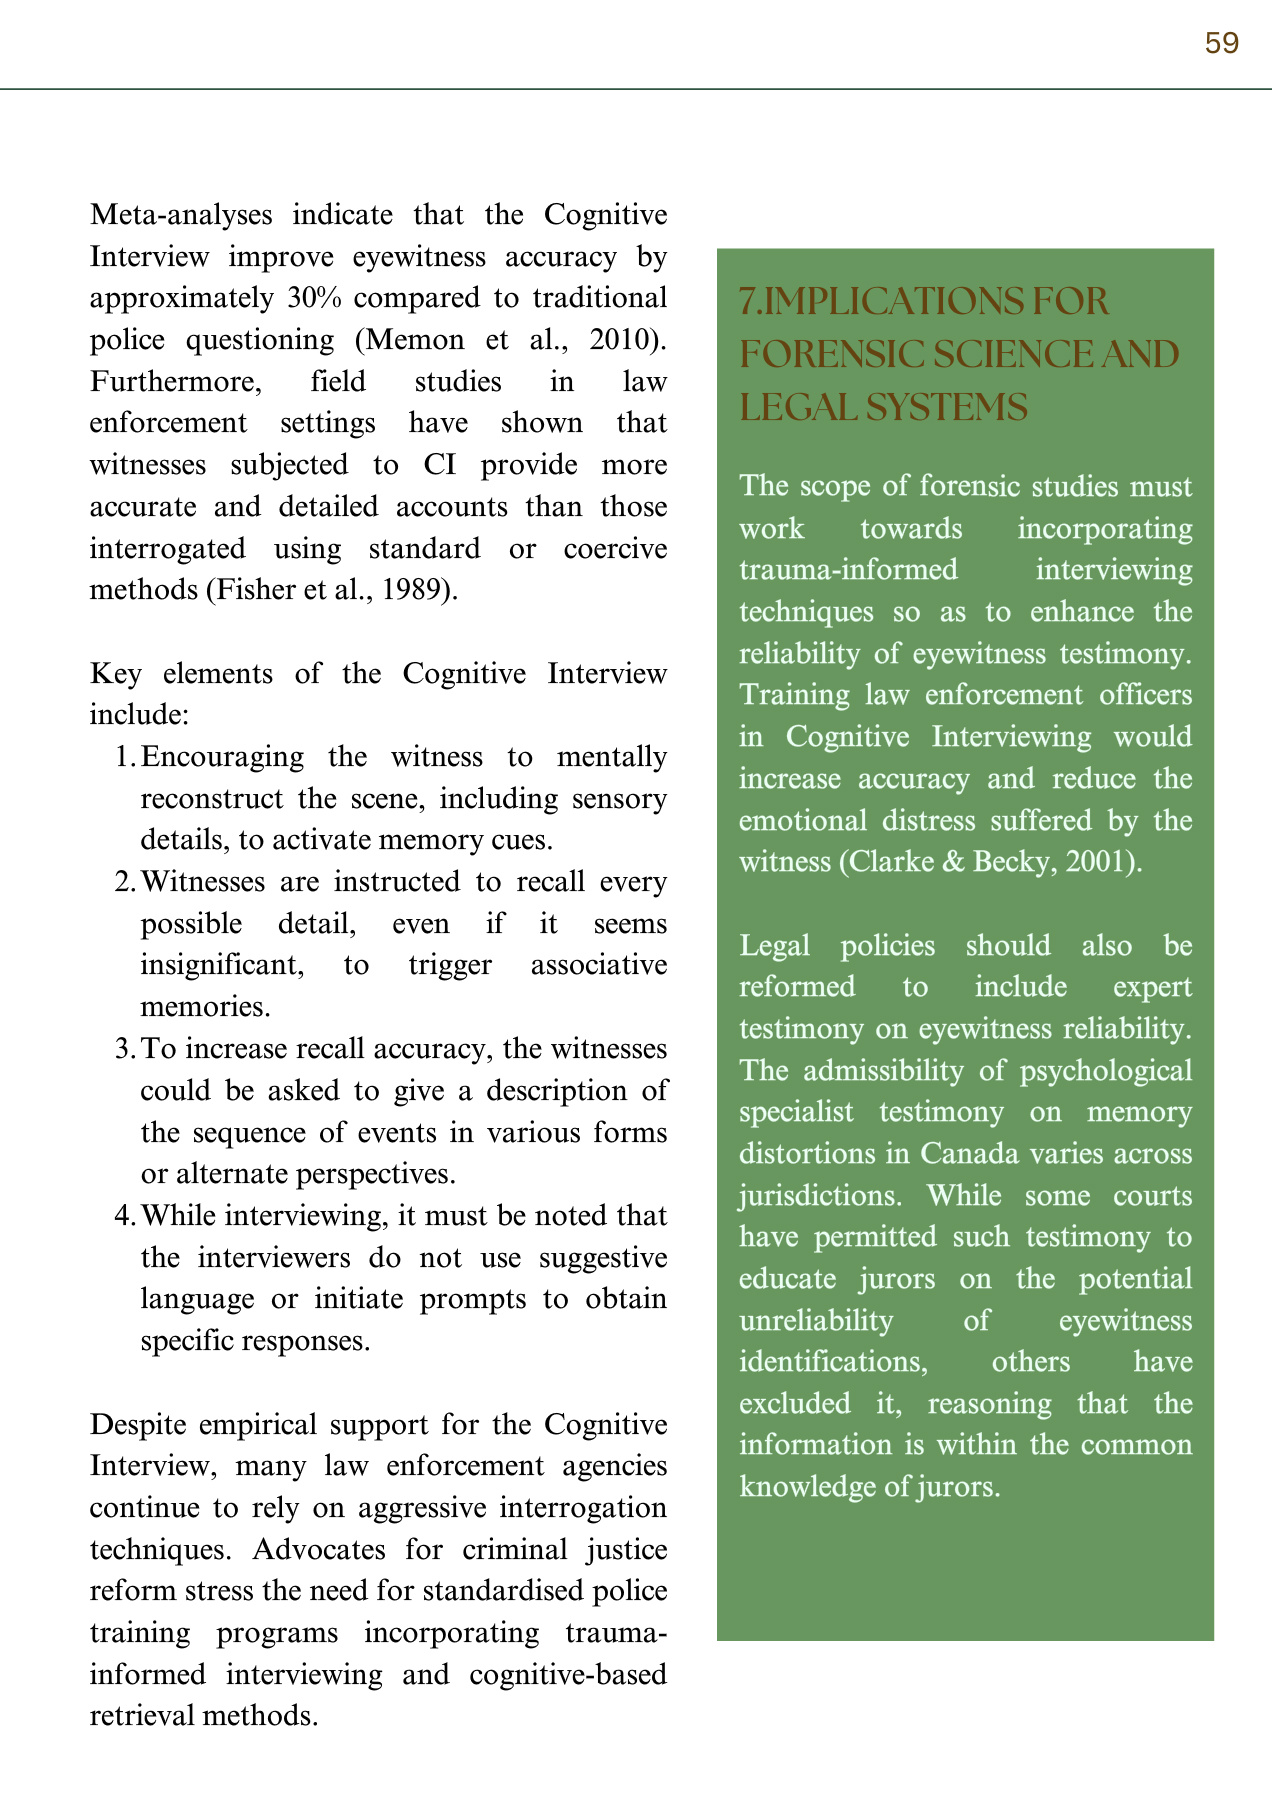 59
Meta-analyses indicate that the Cognitive
Interview improve eyewitness accuracy by
approximately 30% compared to traditional
police questioning (Memon et al., 2010).
Furthermore, field studies in law
enforcement settings have shown that
witnesses subjected to CI provide more
accurate and detailed accounts than those
interrogated using standard or coercive
methods (Fisher et al., 1989).
Key elements of the Cognitive Interview
include:
1. Encouraging the witness to mentally
reconstruct the scene, including sensory
details, to activate memory cues.
2. Witnesses are instructed to recall every
possible detail, even if it seems
insignificant, to trigger associative
memories.
3. To increase recall accuracy, the witnesses
could be asked to give a description of
the sequence of events in various forms
or alternate perspectives.
4. While interviewing, it must be noted that
the interviewers do not use suggestive
language or initiate prompts to obtain
specific responses.
Despite empirical support for the Cognitive
Interview, many law enforcement agencies
continue to rely on aggressive interrogation
techniques. Advocates for criminal justice
reform stress the need for standardised police
training programs incorporating trauma-
informed interviewing and cognitive-based
retrieval methods.
7.IMPLICATIONS FOR
FORENSIC SCIENCE AND
LEGAL SYSTEMS
The scope of forensic studies must
work towards incorporating
trauma-informed interviewing
techniques so as to enhance the
reliability of eyewitness testimony.
Training law enforcement officers
in Cognitive Interviewing would
increase accuracy and reduce the
emotional distress suffered by the
witness (Clarke & Becky, 2001).
Legal policies should also be
reformed to include expert
testimony on eyewitness reliability.
The admissibility of psychological
specialist testimony on memory
distortions in Canada varies across
jurisdictions. While some courts
have permitted such testimony to
educate jurors on the potential
unreliability of eyewitness
identifications, others have
excluded it, reasoning that the
information is within the common
knowledge of jurors.